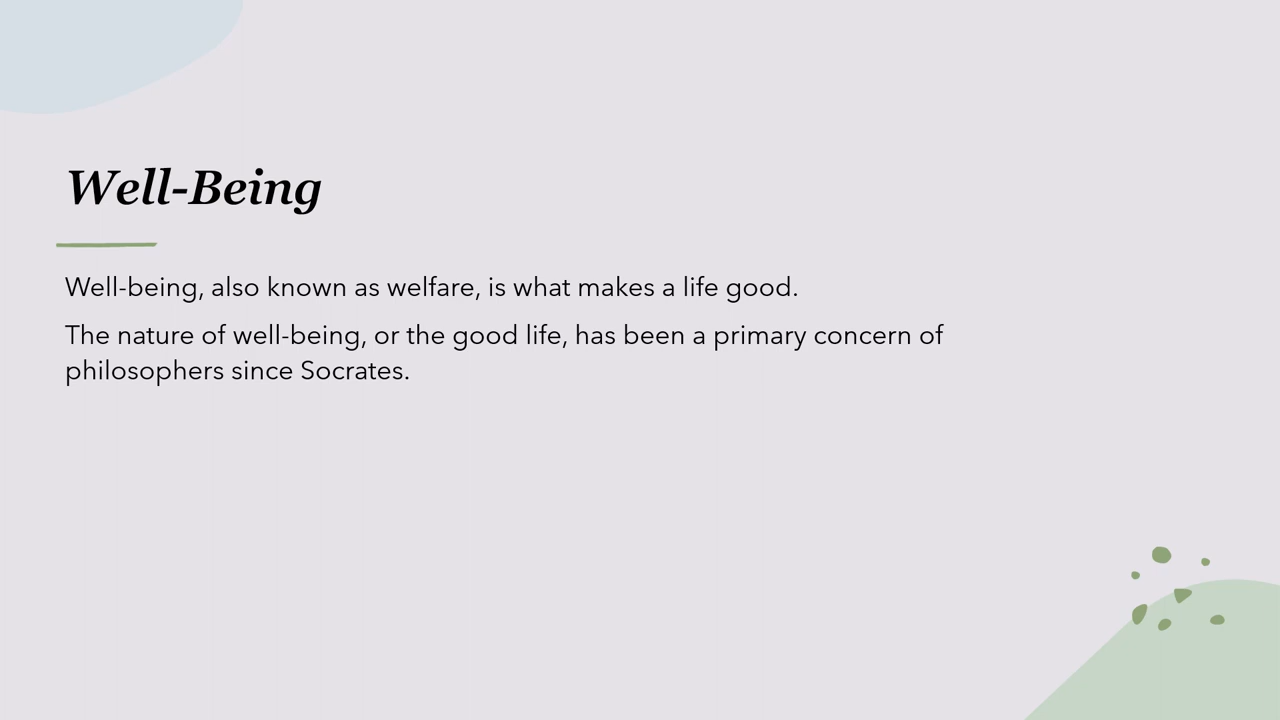 Well-Being
Well-being, also known as welfare, is what makes a life good.
The nature of well-being, or the good life, has been a primary concern of
philosophers since Socrates.